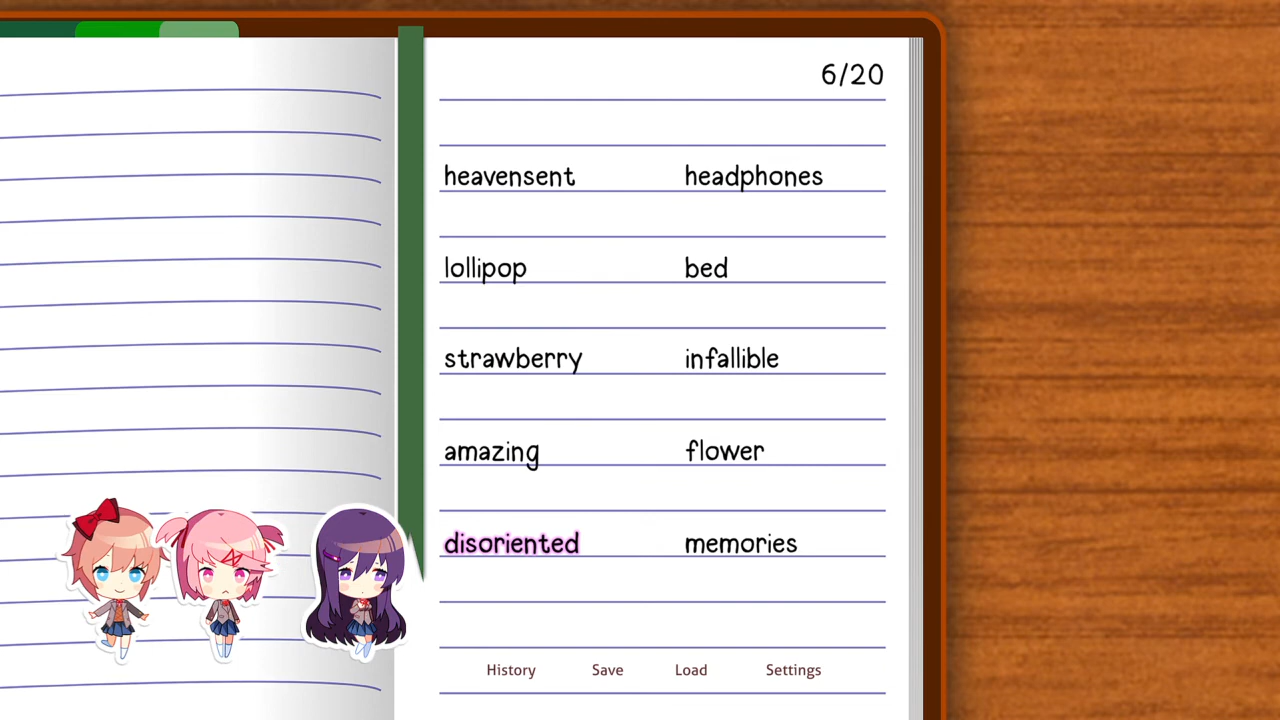 6/20
heavensent headphones
lollipop bed
strawberry infallible
amazing flower
disoriented memories
History Save Load Settings